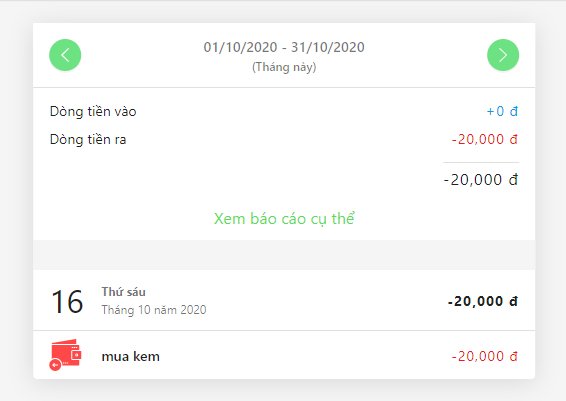 01/10/2020 - 31/10/2020
(Tháng này)
Dòng tiền vào +0 đ
Dòng tiền ra -20,000 đ
-20,000 đ
Xem báo cáo cụ thể
16 Thứ sáu -20,000 đ
Tháng 10 năm 2020
mua kem -20,000 đ